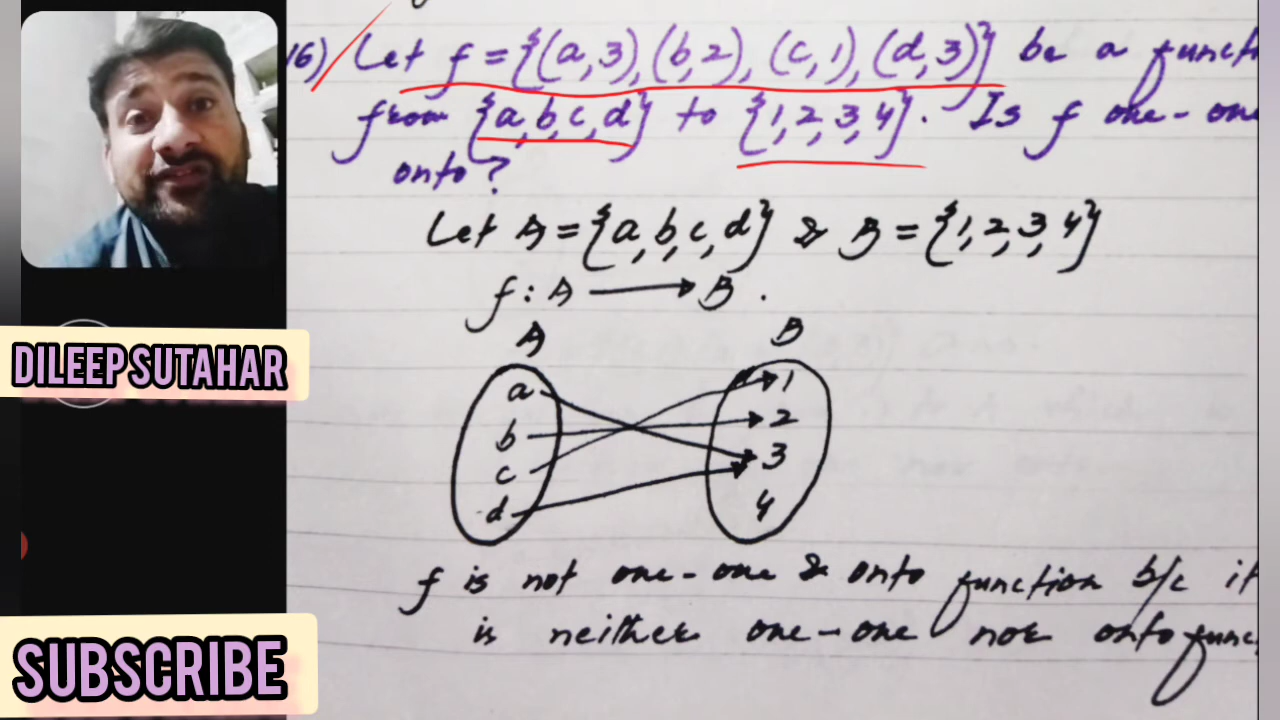 16) Let f = {(a,3), (b,2), (c,1), (d,3)} be a
from {a,b,c,d} to {1,2,3,4}. Is f one-one
onto?
Let A = {a,b,c,d} & B = {1,2,3,4}
f : A → B .
A B
a 1
b 2
c 3
d 4
f is not one-one & onto function b/c it
is neither one-one nor onto
DILEEP SUTAHAR
SUBSCRIBE